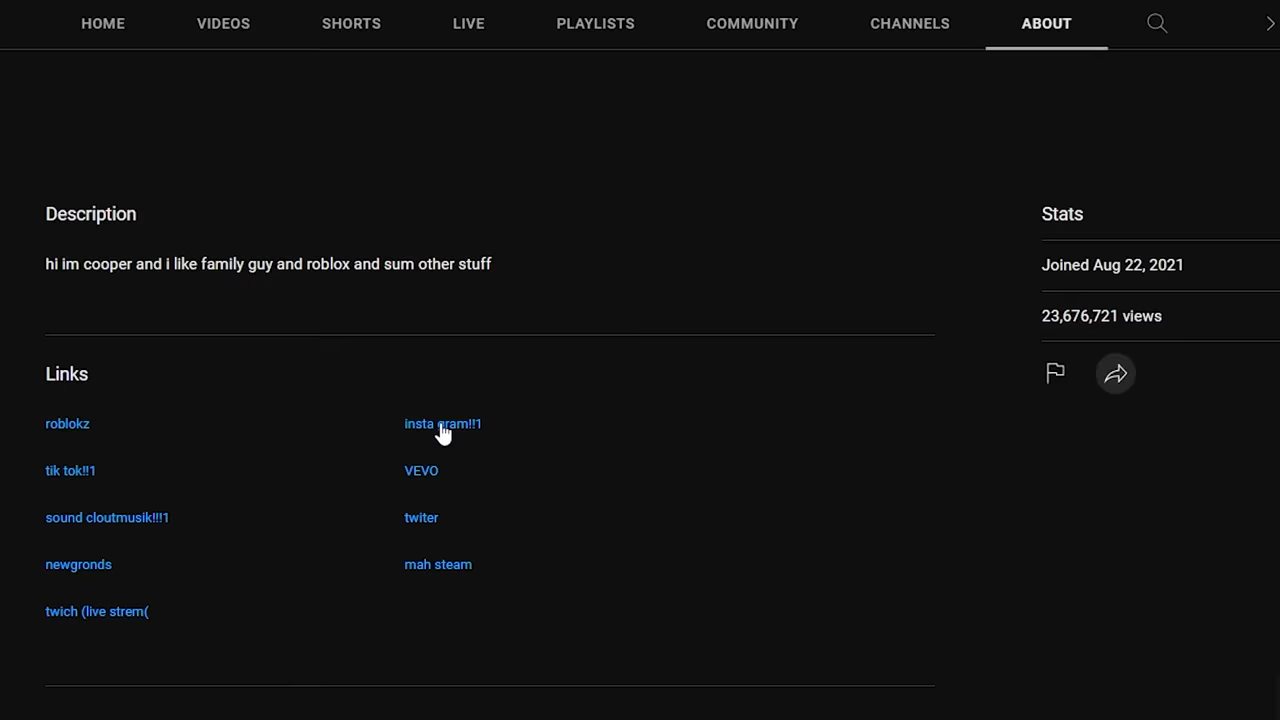 HOME VIDEOS SHORTS LIVE PLAYLISTS COMMUNITY CHANNELS ABOUT
Description
hi im cooper and i like family guy and roblox and sum other stuff
Links
roblokz
insta gram!!1
tik tok!!1
VEVO
sound cloutmusik!!!1
twiter
newgronds
mah steam
twich (live strem(
Stats
Joined Aug 22, 2021
23,676,721 views